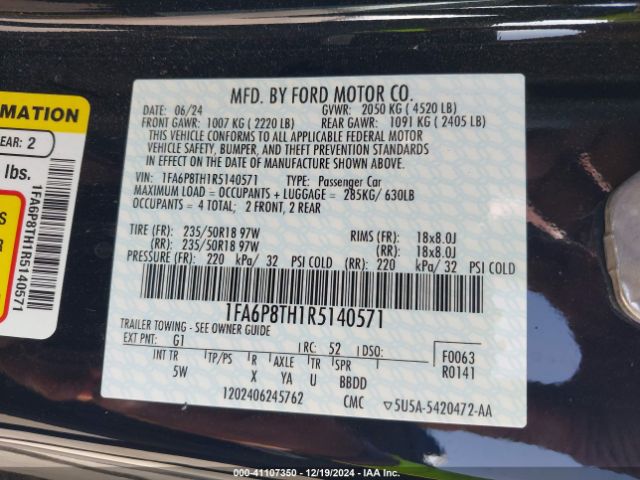 MFD. BY FORD MOTOR CO.
DATE: 06/24 GVWR: 2050 KG ( 4520 LB)
FRONT GAWR: 1007 KG ( 2220 LB) REAR GAWR: 1091 KG ( 2405 LB)
THIS VEHICLE CONFORMS TO ALL APPLICABLE FEDERAL MOTOR
VEHICLE SAFETY, BUMPER, AND THEFT PREVENTION STANDARDS
IN EFFECT ON THE DATE OF MANUFACTURE SHOWN ABOVE.
VIN: 1FA6P8TH1R5140571 TYPE: Passenger Car
MAXIMUM LOAD = OCCUPANTS + LUGGAGE = 285KG/ 630LB
OCCUPANTS = 4 TOTAL; 2 FRONT, 2 REAR
TIRE (FR): 235/50R18 97W RIMS (FR): 18x8.0J
(RR): 235/50R18 97W (RR): 18x8.0J
PRESSURE (FR): 220 kPa/ 32 PSI COLD (RR): 220 kPa/ 32 PSI COLD
1FA6P8TH1R5140571
TRAILER TOWING - SEE OWNER GUIDE
EXT PNT: G1 RC: 52 DSO: F0063
INT TR TP/PS R AXLE TR SPR R0141
5W X YA U BBDD
1202406245762 CMC ▽5U5A-5420472-AA
MATION
EAR: 2
lbs.
1FA6P8TH1R5140571
000-41107350 • 12/19/2024 • IAA Inc.